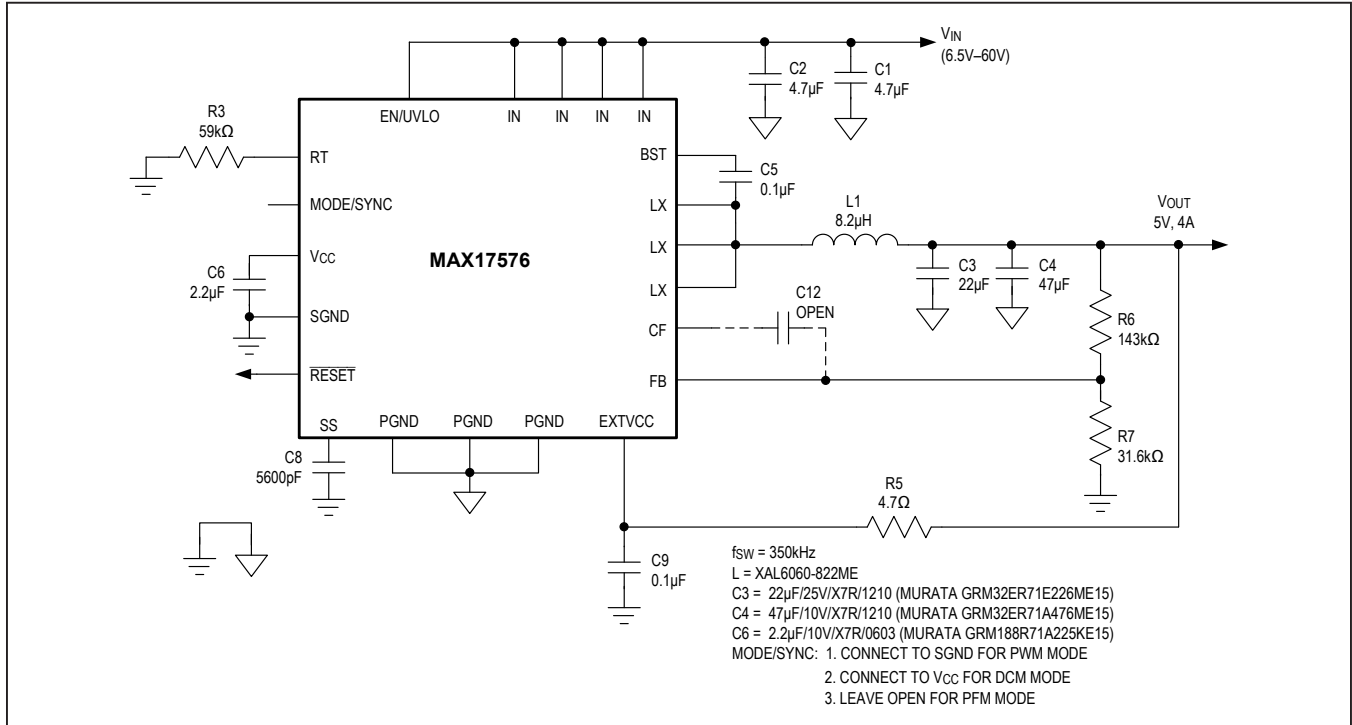 VIN
(6.5V–60V)
C2
4.7µF
C1
4.7µF
R3
59kΩ
EN/UVLO
IN
IN
IN
IN
RT
BST
C5
0.1µF
MODE/SYNC
LX
L1
8.2µH
VOUT
5V, 4A
VCC
MAX17576
LX
C6
2.2µF
LX
C3
22µF
C4
47µF
C12
OPEN
SGND
CF
R6
143kΩ
RESET
FB
SS
PGND
PGND
PGND
EXTVCC
R7
31.6kΩ
C8
5600pF
R5
4.7Ω
C9
0.1µF
fSW = 350kHz
L = XAL6060-822ME
C3 = 22µF/25V/X7R/1210 (MURATA GRM32ER71E226ME15)
C4 = 47µF/10V/X7R/1210 (MURATA GRM32ER71A476ME15)
C6 = 2.2µF/10V/X7R/0603 (MURATA GRM188R71A225KE15)
MODE/SYNC: 1. CONNECT TO SGND FOR PWM MODE
2. CONNECT TO VCC FOR DCM MODE
3. LEAVE OPEN FOR PFM MODE